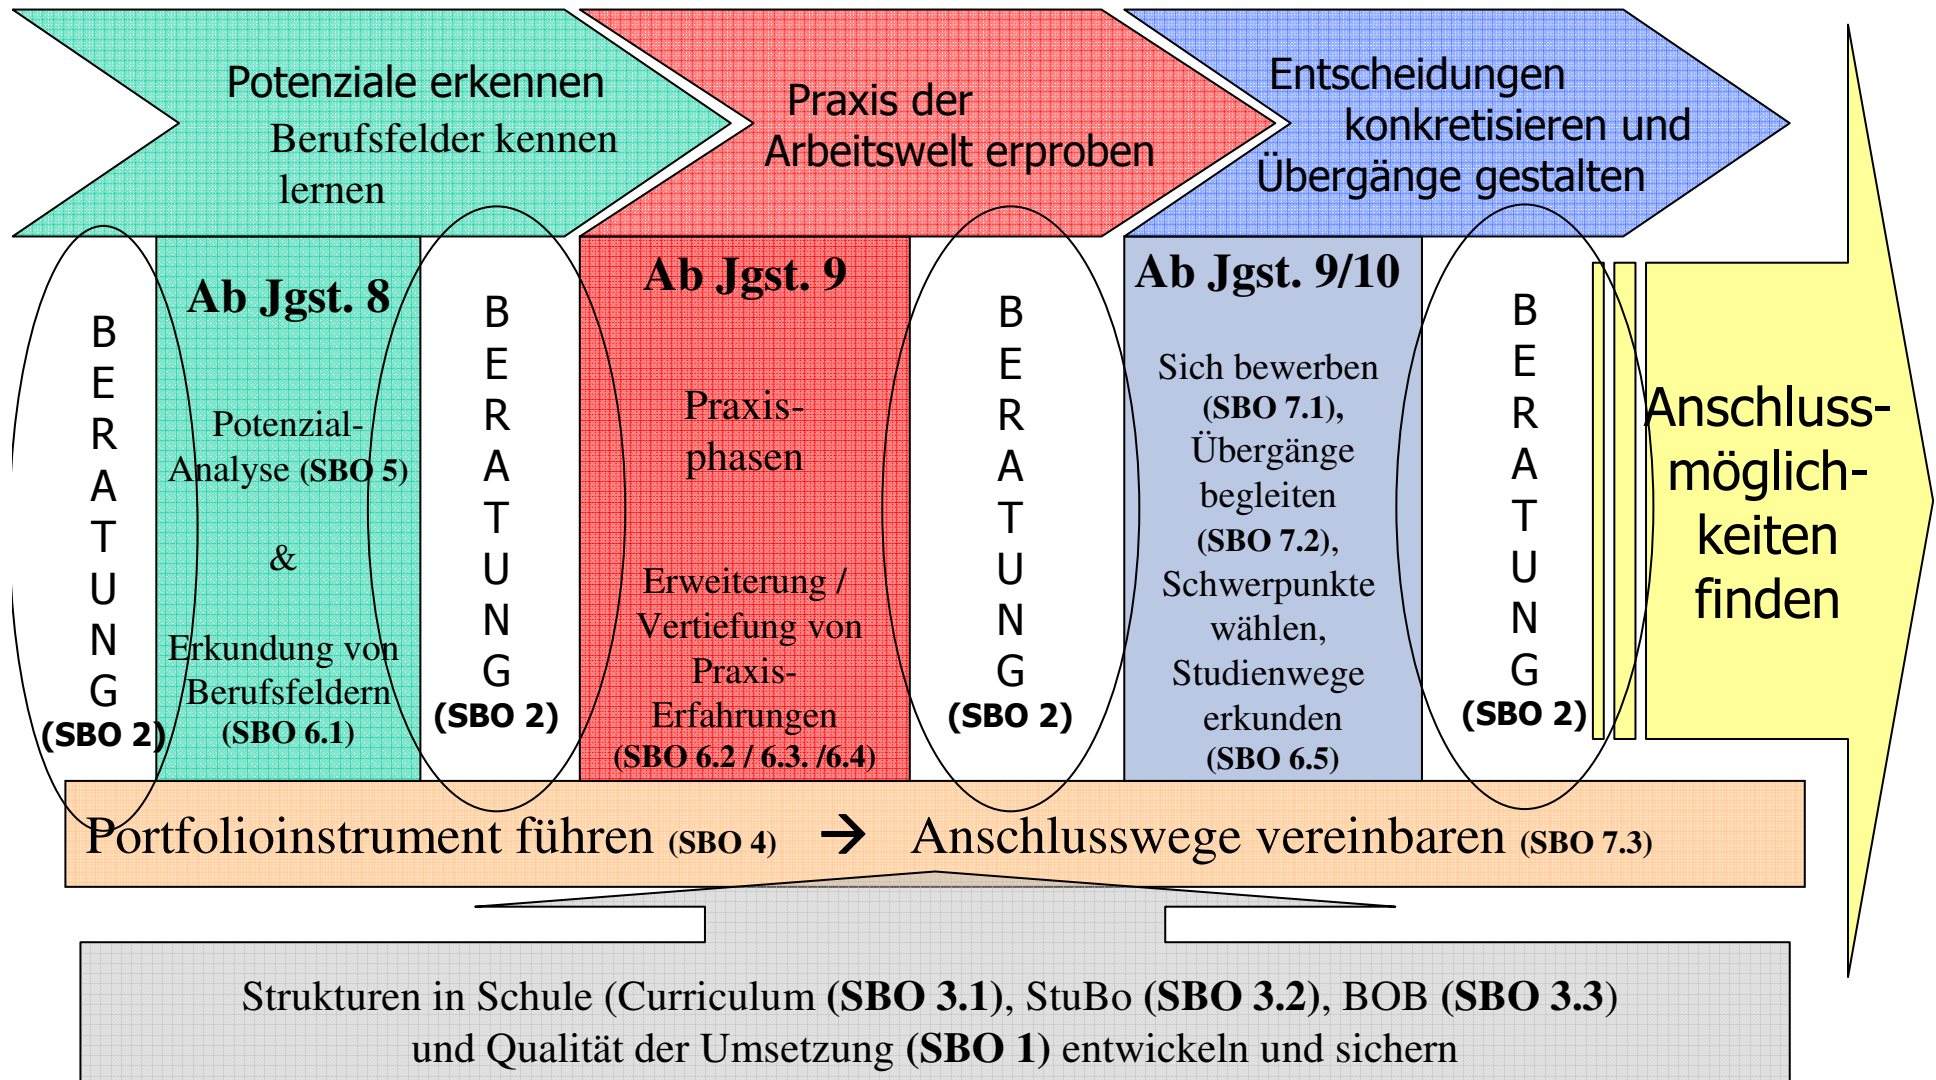 Potenziale erkennen
Berufsfelder kennen
lernen
Praxis der
Arbeitswelt erproben
Entscheidungen
konkretisieren und
Übergänge gestalten
B
E
R
A
T
U
N
G
(SBO 2)
Ab Jgst. 8
Potenzial-
Analyse (SBO 5)
&
Erkundung von
Berufsfeldern
(SBO 6.1)
B
E
R
A
T
U
N
G
(SBO 2)
Ab Jgst. 9
Praxis-
phasen
Erweiterung /
Vertiefung von
Praxis-
Erfahrungen
(SBO 6.2 / 6.3. /6.4)
B
E
R
A
T
U
N
G
(SBO 2)
Ab Jgst. 9/10
Sich bewerben
(SBO 7.1),
Übergänge
begleiten
(SBO 7.2),
Schwerpunkte
wählen,
Studienwege
erkunden
(SBO 6.5)
B
E
R
A
T
U
N
G
(SBO 2)
Anschluss-
möglich-
keiten
finden
Portfolioinstrument führen (SBO 4) → Anschlusswege vereinbaren (SBO 7.3)
Strukturen in Schule (Curriculum (SBO 3.1), StuBo (SBO 3.2), BOB (SBO 3.3)
und Qualität der Umsetzung (SBO 1) entwickeln und sichern